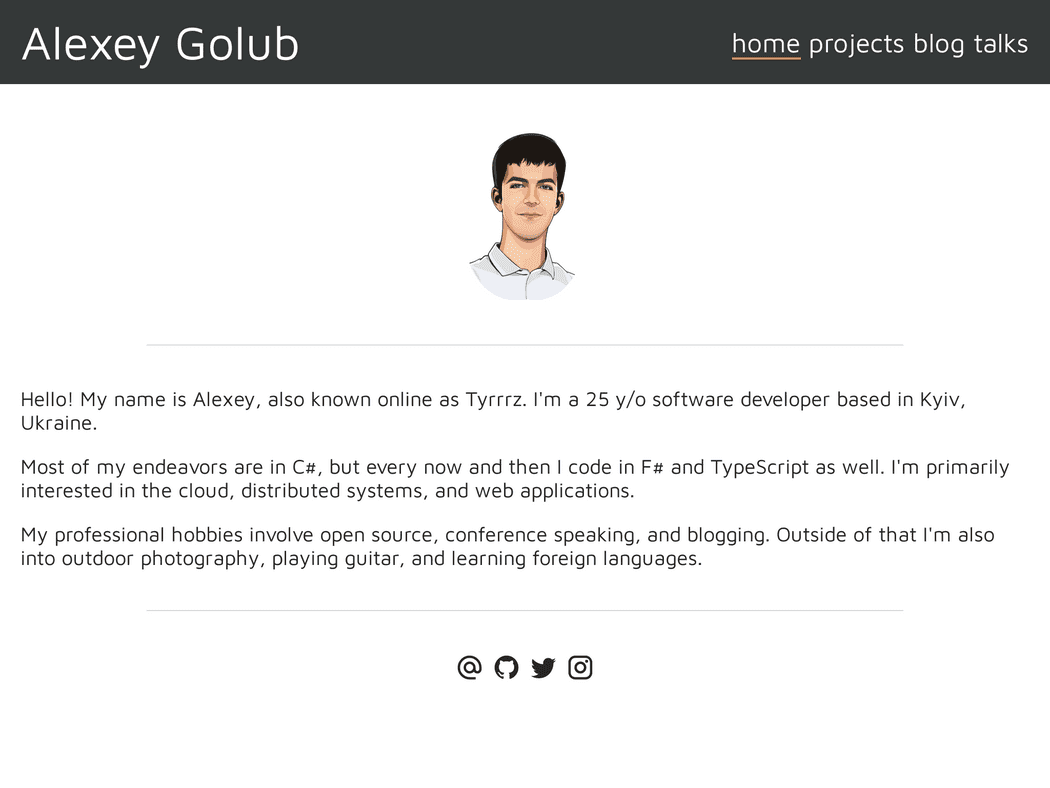 Alexey Golub
home projects blog talks
Hello! My name is Alexey, also known online as Tyrrrz. I'm a 25 y/o software developer based in Kyiv,
Ukraine.
Most of my endeavors are in C#, but every now and then I code in F# and TypeScript as well. I'm primarily
interested in the cloud, distributed systems, and web applications.
My professional hobbies involve open source, conference speaking, and blogging. Outside of that I'm also
into outdoor photography, playing guitar, and learning foreign languages.